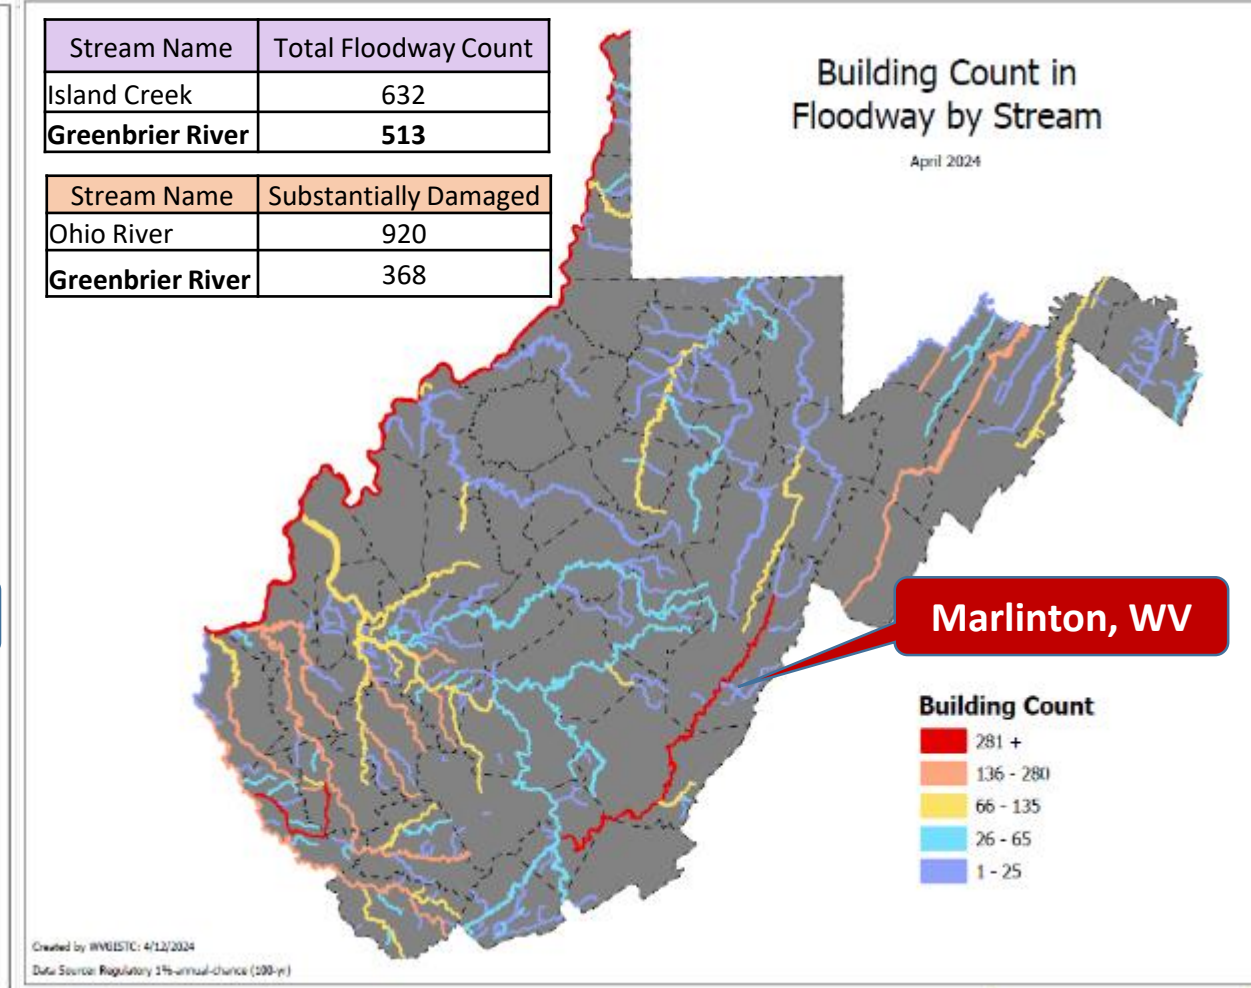 Stream Name Total Floodway Count
Island Creek 632
Greenbrier River 513
Stream Name Substantially Damaged
Ohio River 920
Greenbrier River 368
Building Count in
Floodway by Stream
April 2024
Marlinton, WV
Building Count
281 +
136 - 280
66 - 135
26 - 65
1 - 25
Created by WVGISTC: 4/12/2024
Data Source: Regulatory 1%-annual-chance (100-yr)